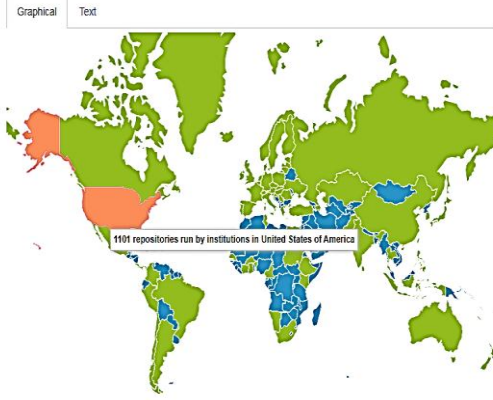 Graphical
Text
1101 repositories run by institutions in United States of America